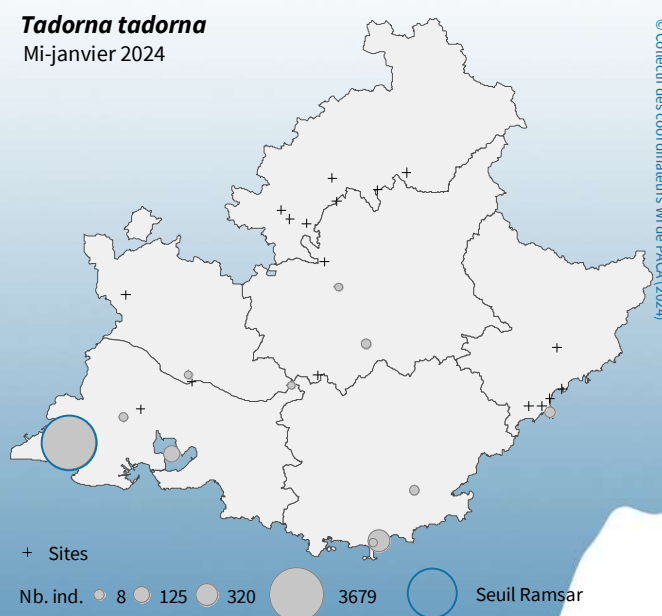 Tadorna tadorna
Mi-janvier 2024
© Collectif des coordinateurs WI de PACA (2024)
+ Sites
Nb. ind. 8 125 320 3679 Seuil Ramsar